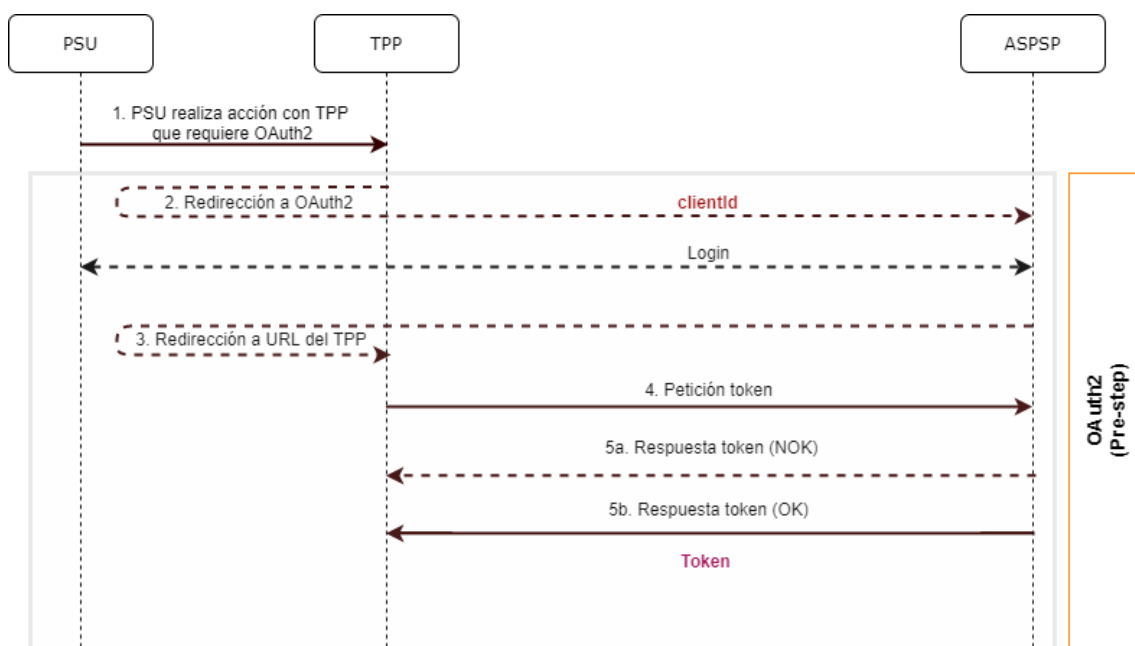 PSU
TPP
ASPSP
1. PSU realiza acción con TPP
que requiere OAuth2
2. Redirección a OAuth2
clientId
Login
3. Redirección a URL del TPP
4. Petición token
5a. Respuesta token (NOK)
5b. Respuesta token (OK)
Token
OAuth2
(Pre-step)